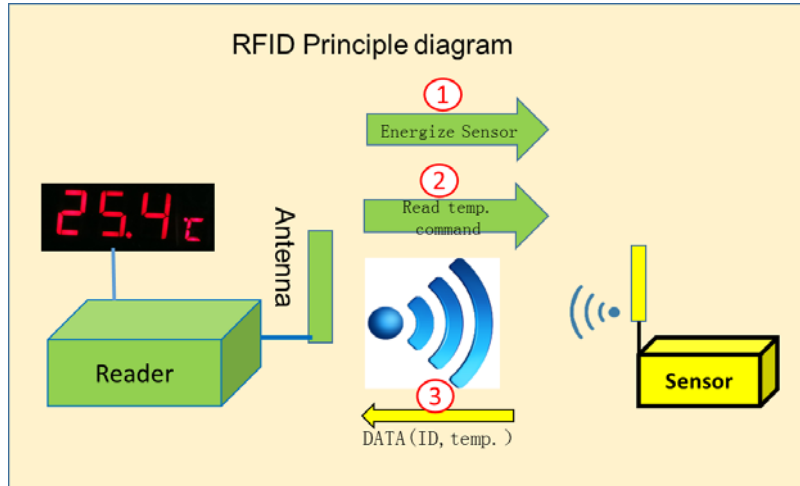 RFID Principle diagram
1
Energize Sensor
2
Read temp.
command
25.4℃
Antenna
Reader
Sensor
3
DATA(ID, temp.)